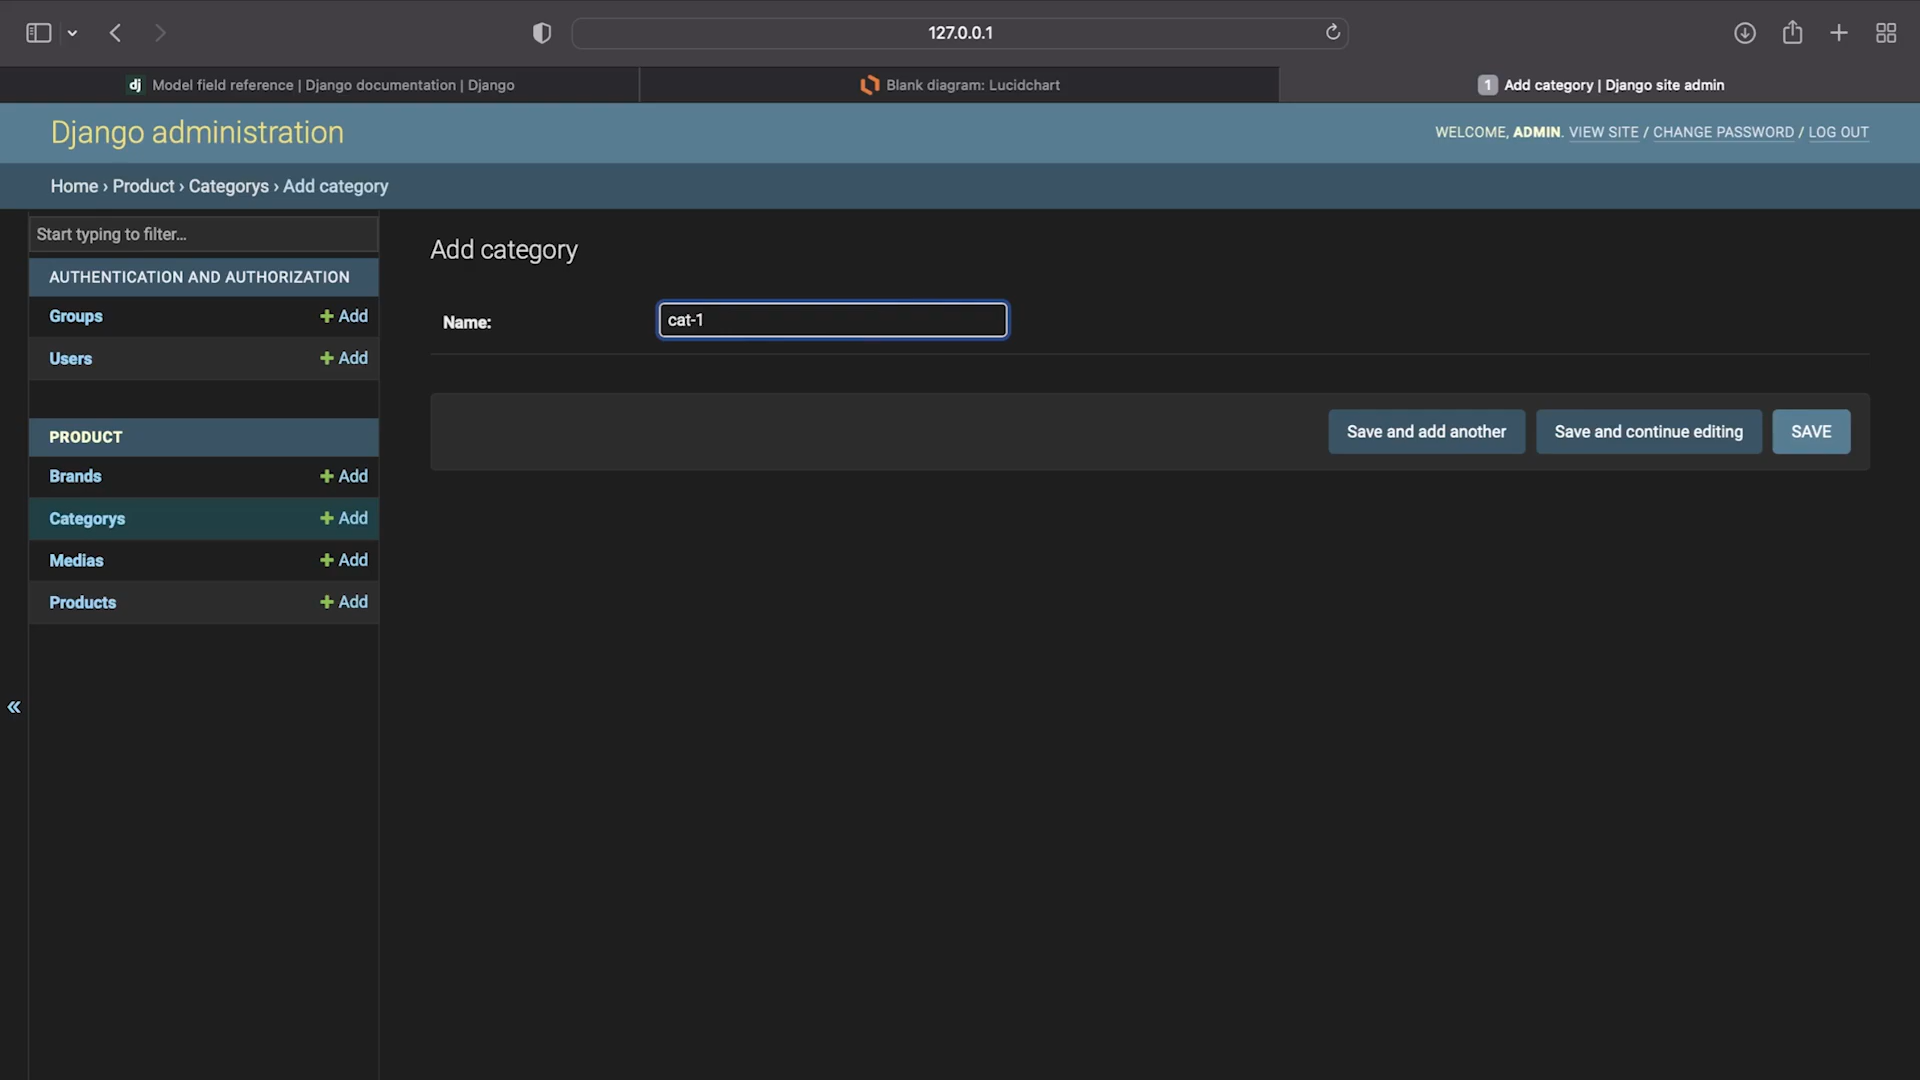 127.0.0.1
dj Model field reference | Django documentation | Django
Blank diagram: Lucidchart
1 Add category | Django site admin
Django administration
WELCOME, ADMIN. VIEW SITE / CHANGE PASSWORD / LOG OUT
Home › Product › Categorys › Add category
Start typing to filter...
AUTHENTICATION AND AUTHORIZATION
Groups + Add
Users + Add
PRODUCT
Brands + Add
Categorys + Add
Medias + Add
Products + Add
«
Add category
Name: cat-1
Save and add another Save and continue editing SAVE